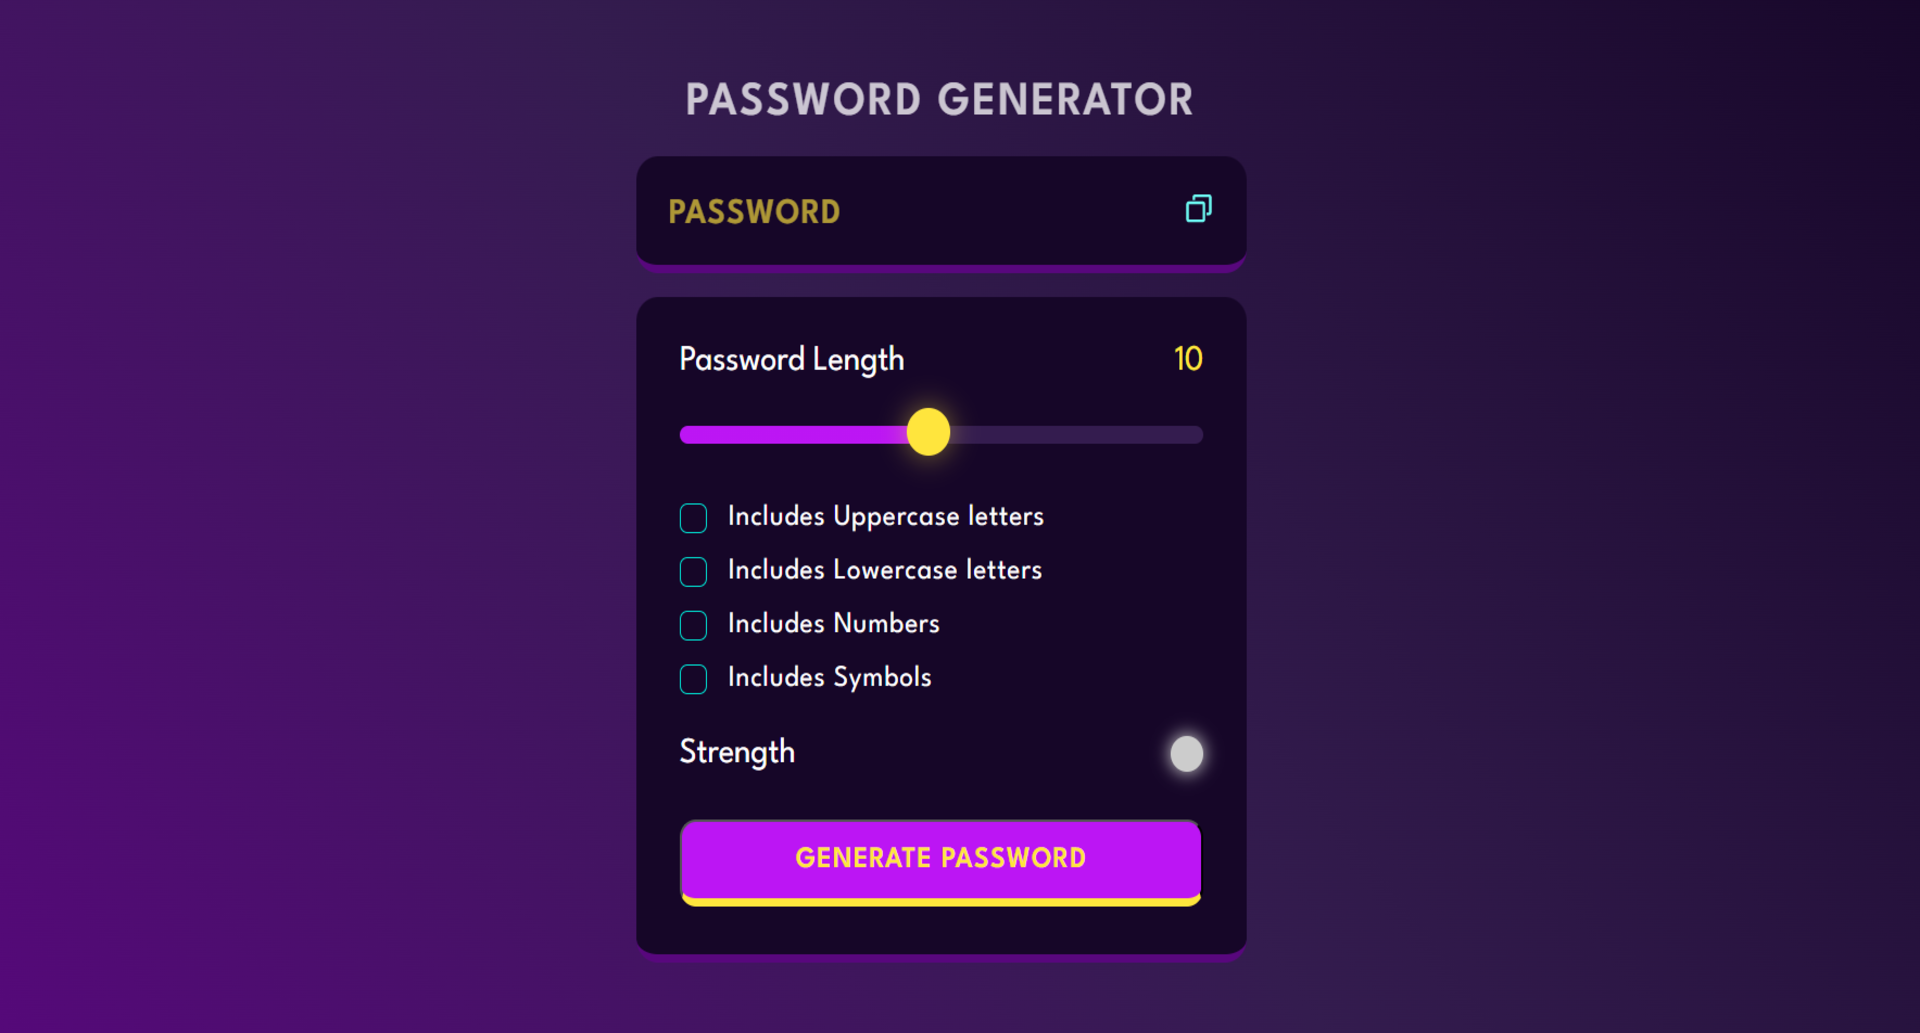 PASSWORD GENERATOR
PASSWORD
Password Length 10
Includes Uppercase letters
Includes Lowercase letters
Includes Numbers
Includes Symbols
Strength
GENERATE PASSWORD